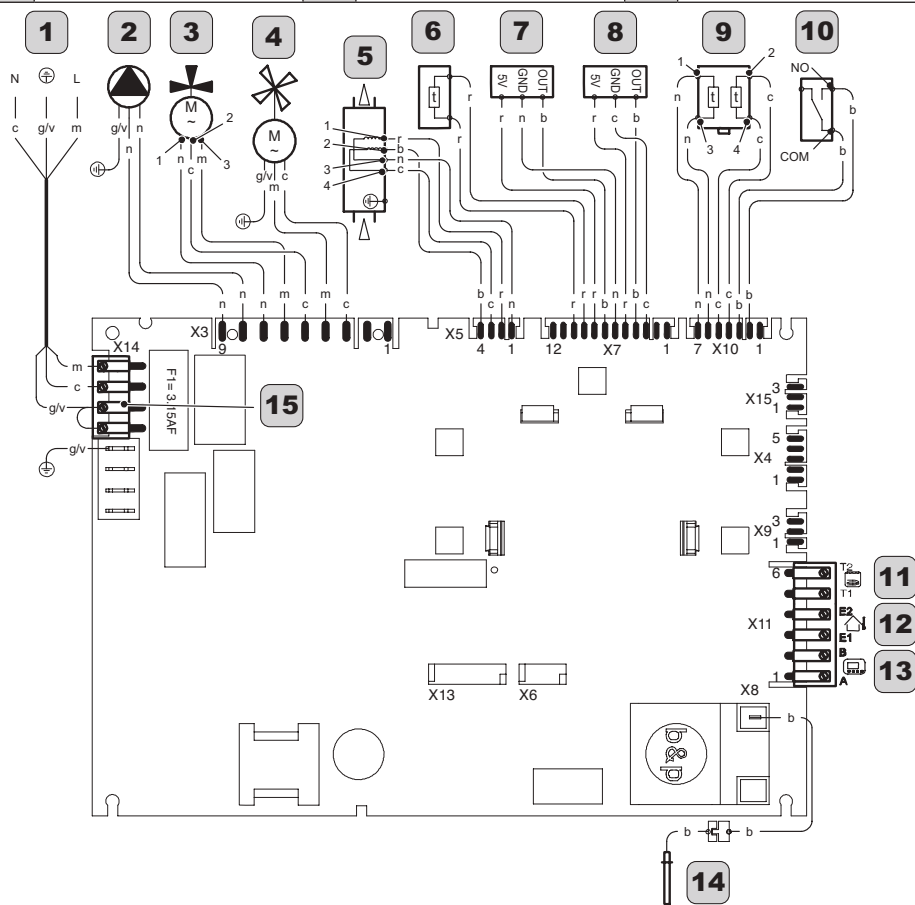 1 2 3 4 5 6 7 8 9 10
N L
c g/v m
g/v n
n
M ~
1 2
3
n m
c
M ~
g/v c
m
1 r
2 b
3 n
4 c
t
r
r
5V GND OUT
r n b
5V GND OUT
r c b
1 2
t t
n c
3 4
n c
NO
b
COM b
b
n n n m c m c
b c r n
r r r b n r b c
n n c c b b b
X3
9 1
X5
4 1
12 X7 1
7 X10 1
X14
m
c
g/v
g/v
F1= 3,15AF
15
3
X15
1
5
X4
1
3
X9
1
6 T2 11
T1
X11 E2 12
E1
B 13
1 A
X13 X6 X8
b
d&d
b b
14